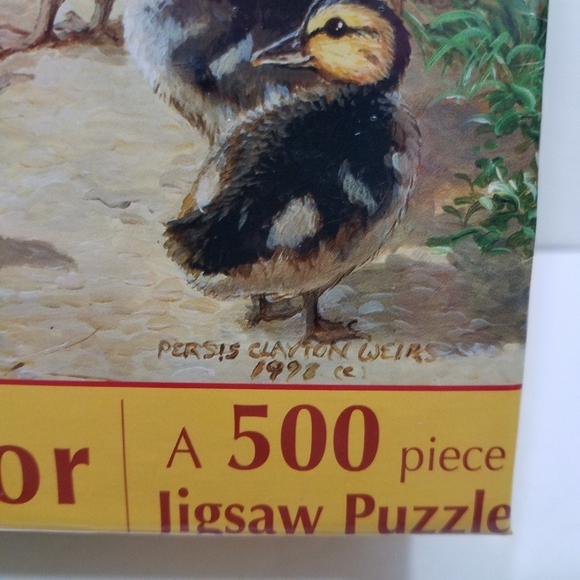 PERSIS CLAYTON WEIRS
1998 (c)
or
A 500 piece
Jigsaw Puzzle